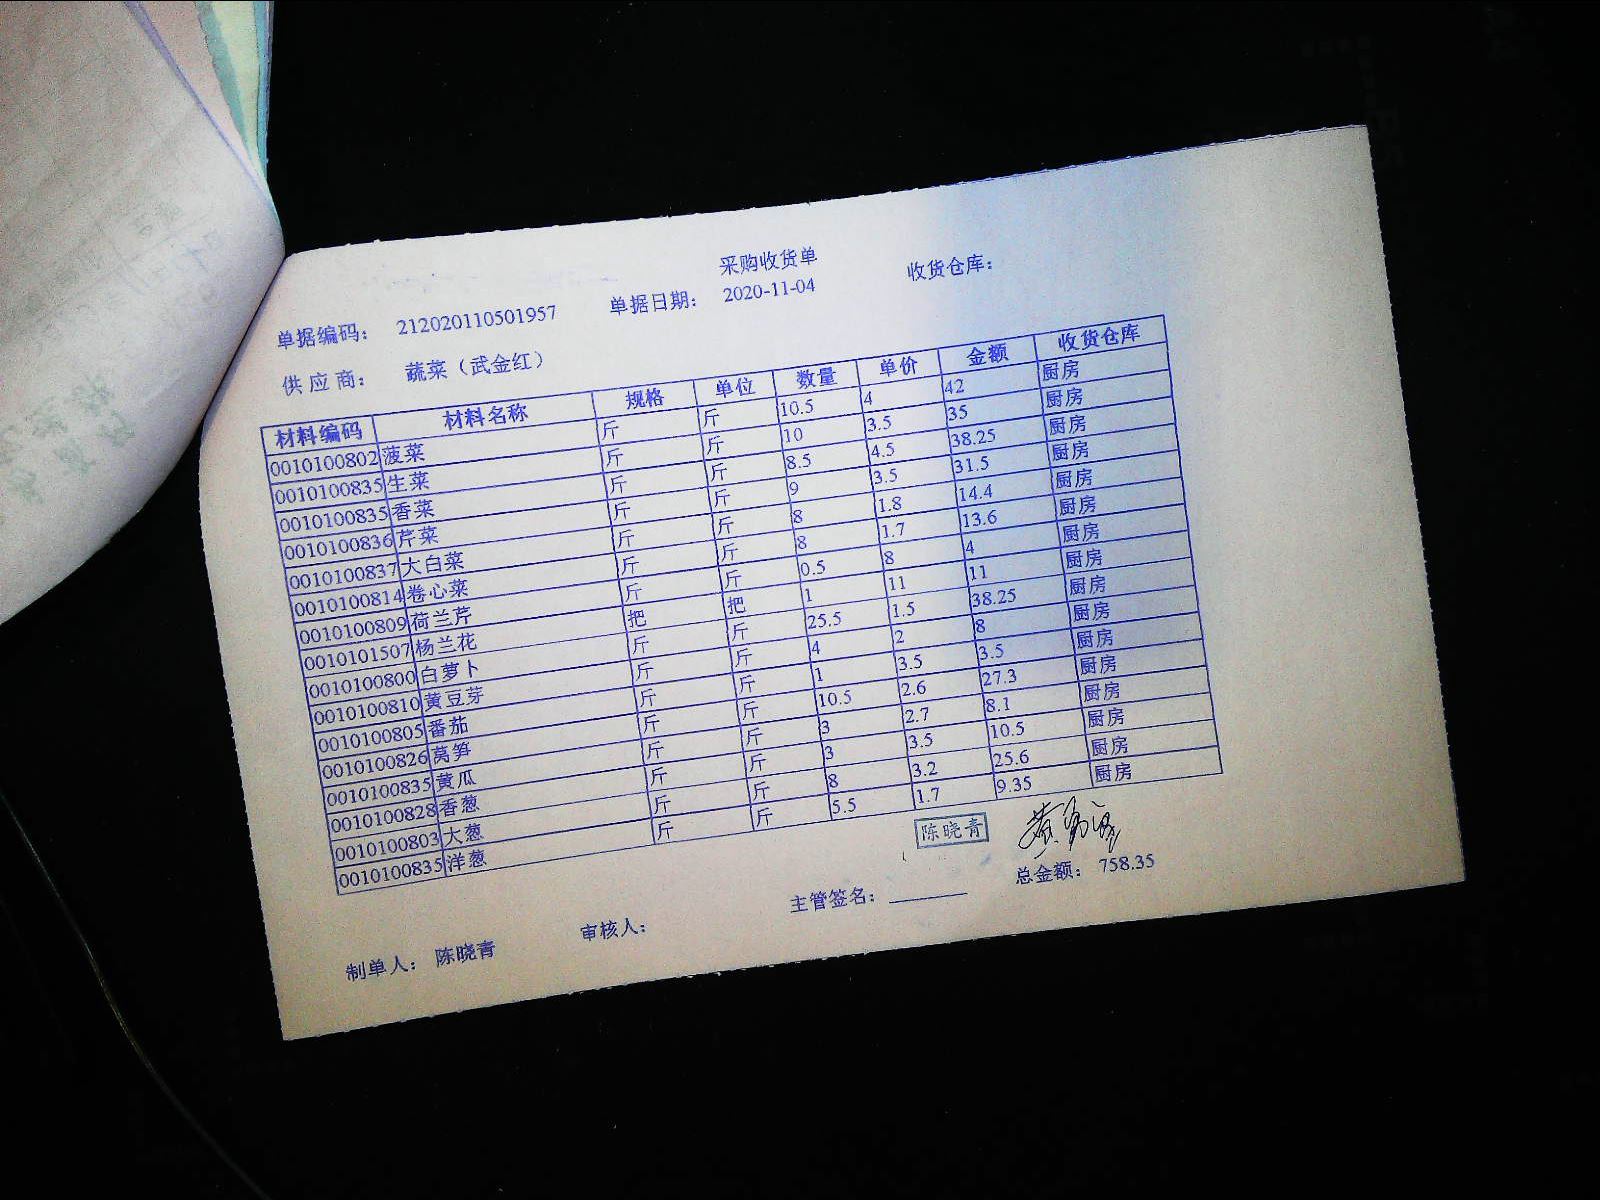 采购收货单
单据编码： 212020110501957 单据日期： 2020-11-04 收货仓库：
供应商： 蔬菜（武金红）
材料编码 材料名称 规格 单位 数量 单价 金额 收货仓库
0010100802 菠菜 斤 斤 10.5 4 42 厨房
0010100835 生菜 斤 斤 10 3.5 35 厨房
0010100835 香菜 斤 斤 8.5 4.5 38.25 厨房
0010100836 芹菜 斤 斤 9 3.5 31.5 厨房
0010100837 大白菜 斤 斤 8 1.8 14.4 厨房
0010100814 卷心菜 斤 斤 8 1.7 13.6 厨房
0010100809 荷兰芹 斤 斤 0.5 8 4 厨房
0010101507 杨兰花 把 把 1 11 11 厨房
0010100800 白萝卜 斤 斤 25.5 1.5 38.25 厨房
0010100810 黄豆芽 斤 斤 4 2 8 厨房
0010100805 番茄 斤 斤 1 3.5 3.5 厨房
0010100826 莴笋 斤 斤 10.5 2.6 27.3 厨房
0010100835 黄瓜 斤 斤 3 2.7 8.1 厨房
0010100828 香葱 斤 斤 3 3.5 10.5 厨房
0010100803 大葱 斤 斤 8 3.2 25.6 厨房
0010100835 洋葱 斤 斤 5.5 1.7 9.35 厨房
陈晓青
总金额： 758.35
制单人： 陈晓青 审核人： 主管签名：